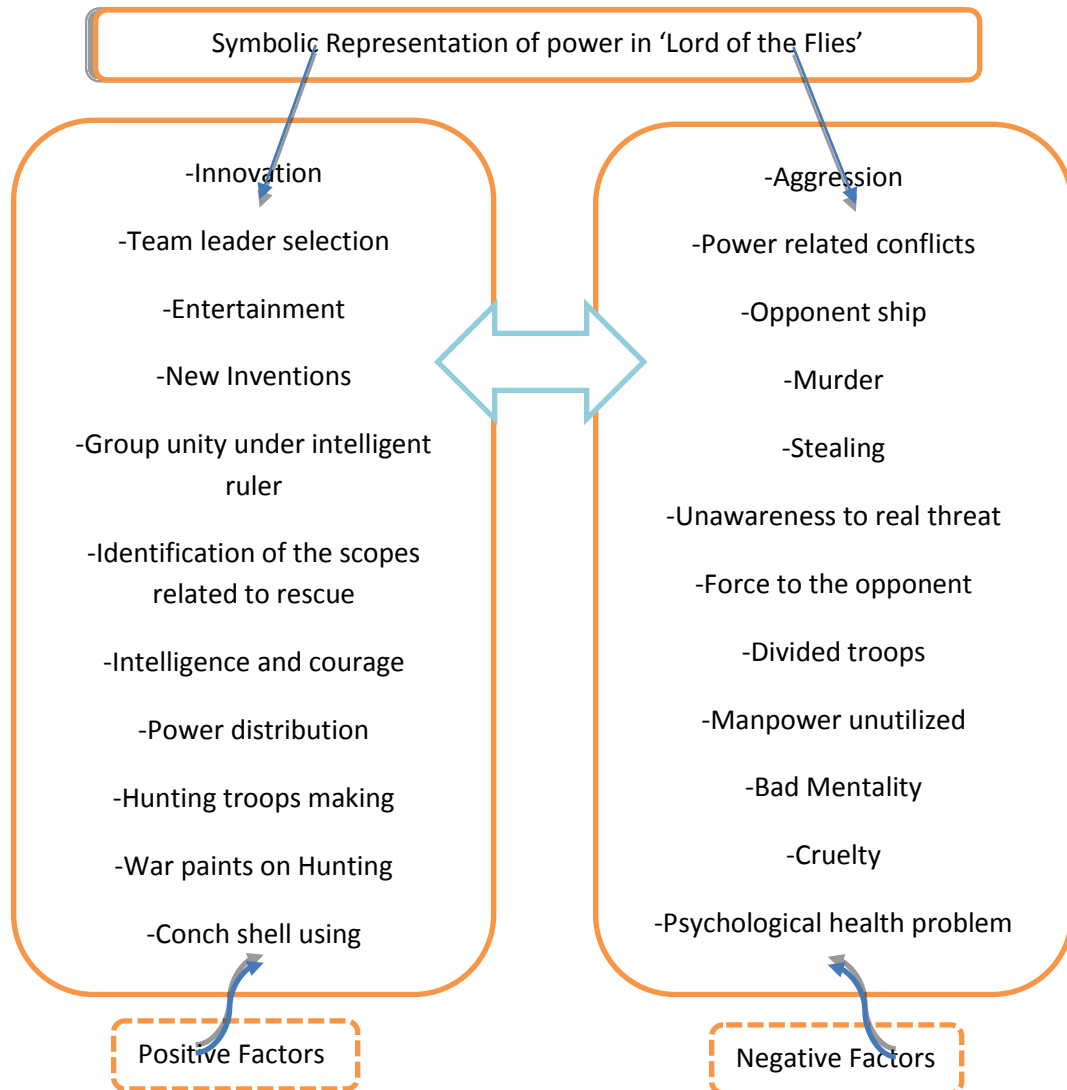 Symbolic Representation of power in ‘Lord of the Flies’
-Innovation
-Team leader selection
-Entertainment
-New Inventions
-Group unity under intelligent
ruler
-Identification of the scopes
related to rescue
-Intelligence and courage
-Power distribution
-Hunting troops making
-War paints on Hunting
-Conch shell using
Positive Factors
-Aggression
-Power related conflicts
-Opponent ship
-Murder
-Stealing
-Unawareness to real threat
-Force to the opponent
-Divided troops
-Manpower unutilized
-Bad Mentality
-Cruelty
-Psychological health problem
Negative Factors